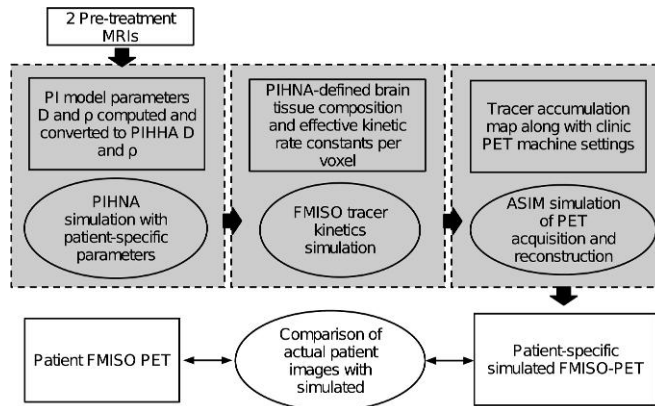 2 Pre-treatment
MRIs
PI model parameters
D and ρ computed and
converted to PIHHA D
and ρ
PIHNA
simulation with
patient-specific
parameters
PIHNA-defined brain
tissue composition
and effective kinetic
rate constants per
voxel
FMISO tracer
kinetics
simulation
Tracer accumulation
map along with clinic
PET machine settings
ASIM simulation
of PET
acquisition and
reconstruction
Patient FMISO PET
Comparison of
actual patient
images with
simulated
Patient-specific
simulated FMISO-PET